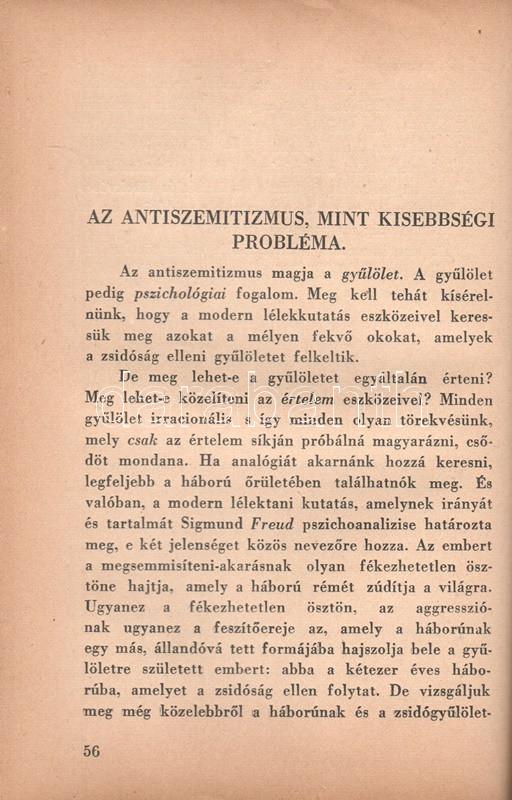 AZ ANTISZEMITIZMUS, MINT KISEBBSÉGI
PROBLÉMA.
Az antiszemitizmus magja a gyűlölet. A gyűlölet
pedig pszichológiai fogalom. Meg kell tehát kísérel-
nünk, hogy a modern lélekkutatás eszközeivel keres-
sük meg azokat a mélyen fekvő okokat, amelyek
a zsidóság elleni gyűlöletet felkeltik.
De meg lehet-e a gyűlöletet egyáltalán érteni?
Meg lehet-e közelíteni az értelem eszközeivel? Minden
gyűlölet irracionális s így minden olyan törekvésünk,
mely csak az értelem síkján próbálná magyarázni, cső-
döt mondana. Ha analógiát akarnánk hozzá keresni,
legfeljebb a háború őrületében találhatnók meg. És
valóban, a modern lélektani kutatás, amelynek irányát
és tartalmát Sigmund Freud pszichoanalizise határozta
meg, e két jelenséget közös nevezőre hozza. Az embert
a megsemmisíteni-akarásnak olyan fékezhetetlen ösz-
töne hajtja, amely a háború rémét zúdítja a világra.
Ugyanez a fékezhetetlen ösztön, az aggresszió-
nak ugyanez a feszítőereje az, amely a háborúnak
egy más, állandóvá tett formájába hajszolja bele a gyű-
löletre született embert: abba a kétezer éves hábo-
rúba, amelyet a zsidóság ellen folytat. De vizsgáljuk
meg még közelebbről a háborúnak és a zsidógyűlölet-
56